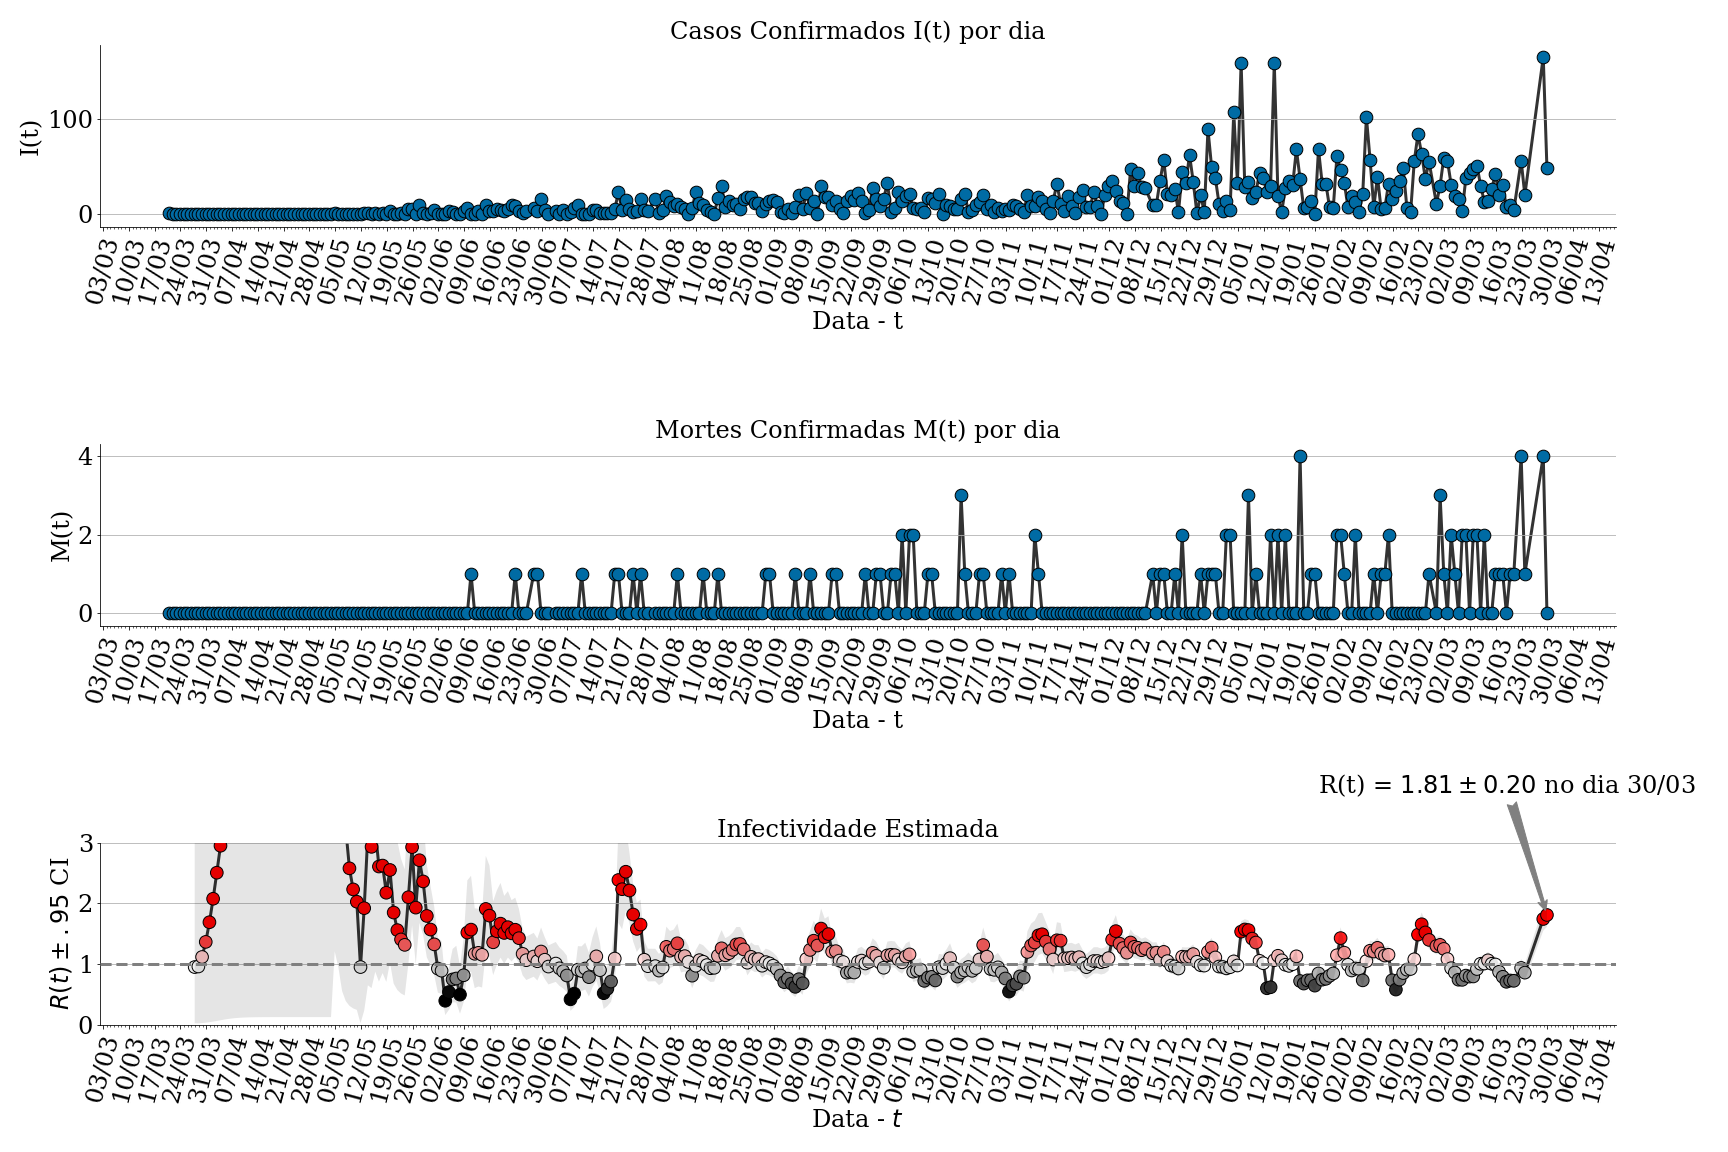 Casos Confirmados I(t) por dia
I(t)
100
0
03/03 10/03 17/03 24/03 31/03 07/04 14/04 21/04 28/04 05/05 12/05 19/05 26/05 02/06 09/06 16/06 23/06 30/06 07/07 14/07 21/07 28/07 04/08 11/08 18/08 25/08 01/09 08/09 15/09 22/09 29/09 06/10 13/10 20/10 27/10 03/11 10/11 17/11 24/11 01/12 08/12 15/12 22/12 29/12 05/01 12/01 19/01 26/01 02/02 09/02 16/02 23/02 02/03 09/03 16/03 23/03 30/03 06/04 13/04
Data - t
Mortes Confirmadas M(t) por dia
M(t)
4
2
0
03/03 10/03 17/03 24/03 31/03 07/04 14/04 21/04 28/04 05/05 12/05 19/05 26/05 02/06 09/06 16/06 23/06 30/06 07/07 14/07 21/07 28/07 04/08 11/08 18/08 25/08 01/09 08/09 15/09 22/09 29/09 06/10 13/10 20/10 27/10 03/11 10/11 17/11 24/11 01/12 08/12 15/12 22/12 29/12 05/01 12/01 19/01 26/01 02/02 09/02 16/02 23/02 02/03 09/03 16/03 23/03 30/03 06/04 13/04
Data - t
R(t) = 1.81 ± 0.20 no dia 30/03
Infectividade Estimada
R(t) ± .95 CI
3
2
1
0
03/03 10/03 17/03 24/03 31/03 07/04 14/04 21/04 28/04 05/05 12/05 19/05 26/05 02/06 09/06 16/06 23/06 30/06 07/07 14/07 21/07 28/07 04/08 11/08 18/08 25/08 01/09 08/09 15/09 22/09 29/09 06/10 13/10 20/10 27/10 03/11 10/11 17/11 24/11 01/12 08/12 15/12 22/12 29/12 05/01 12/01 19/01 26/01 02/02 09/02 16/02 23/02 02/03 09/03 16/03 23/03 30/03 06/04 13/04
Data - t